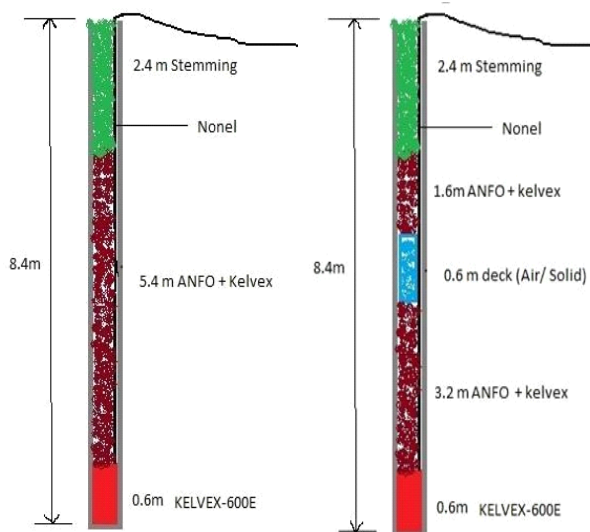 2.4 m Stemming
Nonel
8.4m
5.4 m ANFO + Kelvex
0.6m KELVEX-600E
2.4 m Stemming
Nonel
1.6m ANFO + kelvex
8.4m
0.6 m deck (Air/ Solid)
3.2 m ANFO + kelvex
0.6m KELVEX-600E